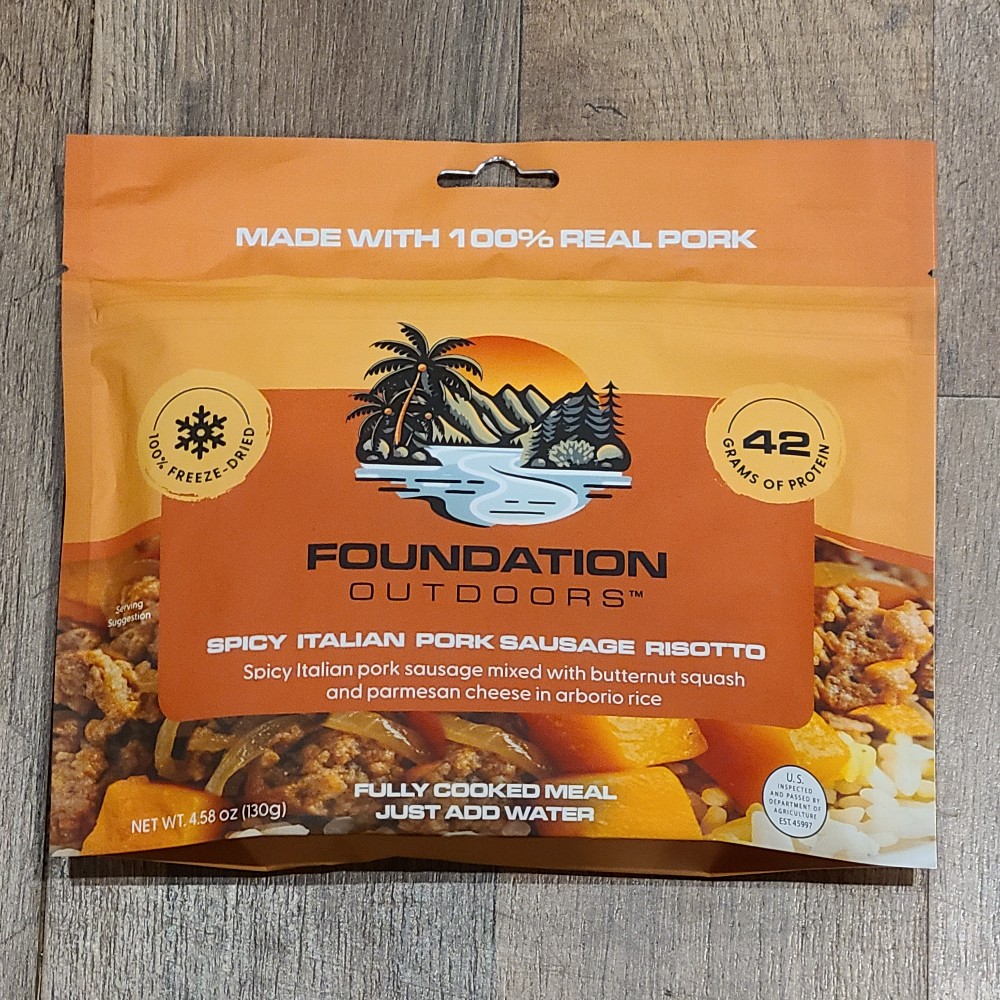 MADE WITH 100% REAL PORK
100% FREEZE-DRIED
42
GRAMS OF PROTEIN
FOUNDATION
OUTDOORS™
Serving
Suggestion
SPICY ITALIAN PORK SAUSAGE RISOTTO
Spicy Italian pork sausage mixed with butternut squash
and parmesan cheese in arborio rice
FULLY COOKED MEAL
JUST ADD WATER
NET WT. 4.58 oz (130g)
U.S.
INSPECTED
AND PASSED BY
DEPARTMENT OF
AGRICULTURE
EST. 45997